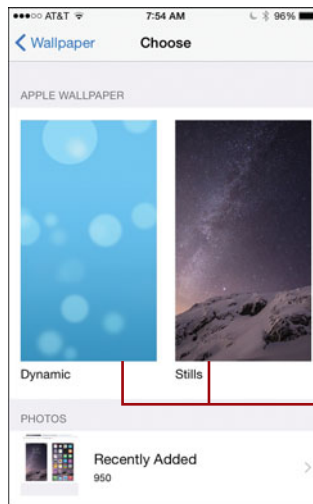 AT&T 7:54 AM 96%
Wallpaper Choose
APPLE WALLPAPER
Dynamic Stills
PHOTOS
Recently Added
950